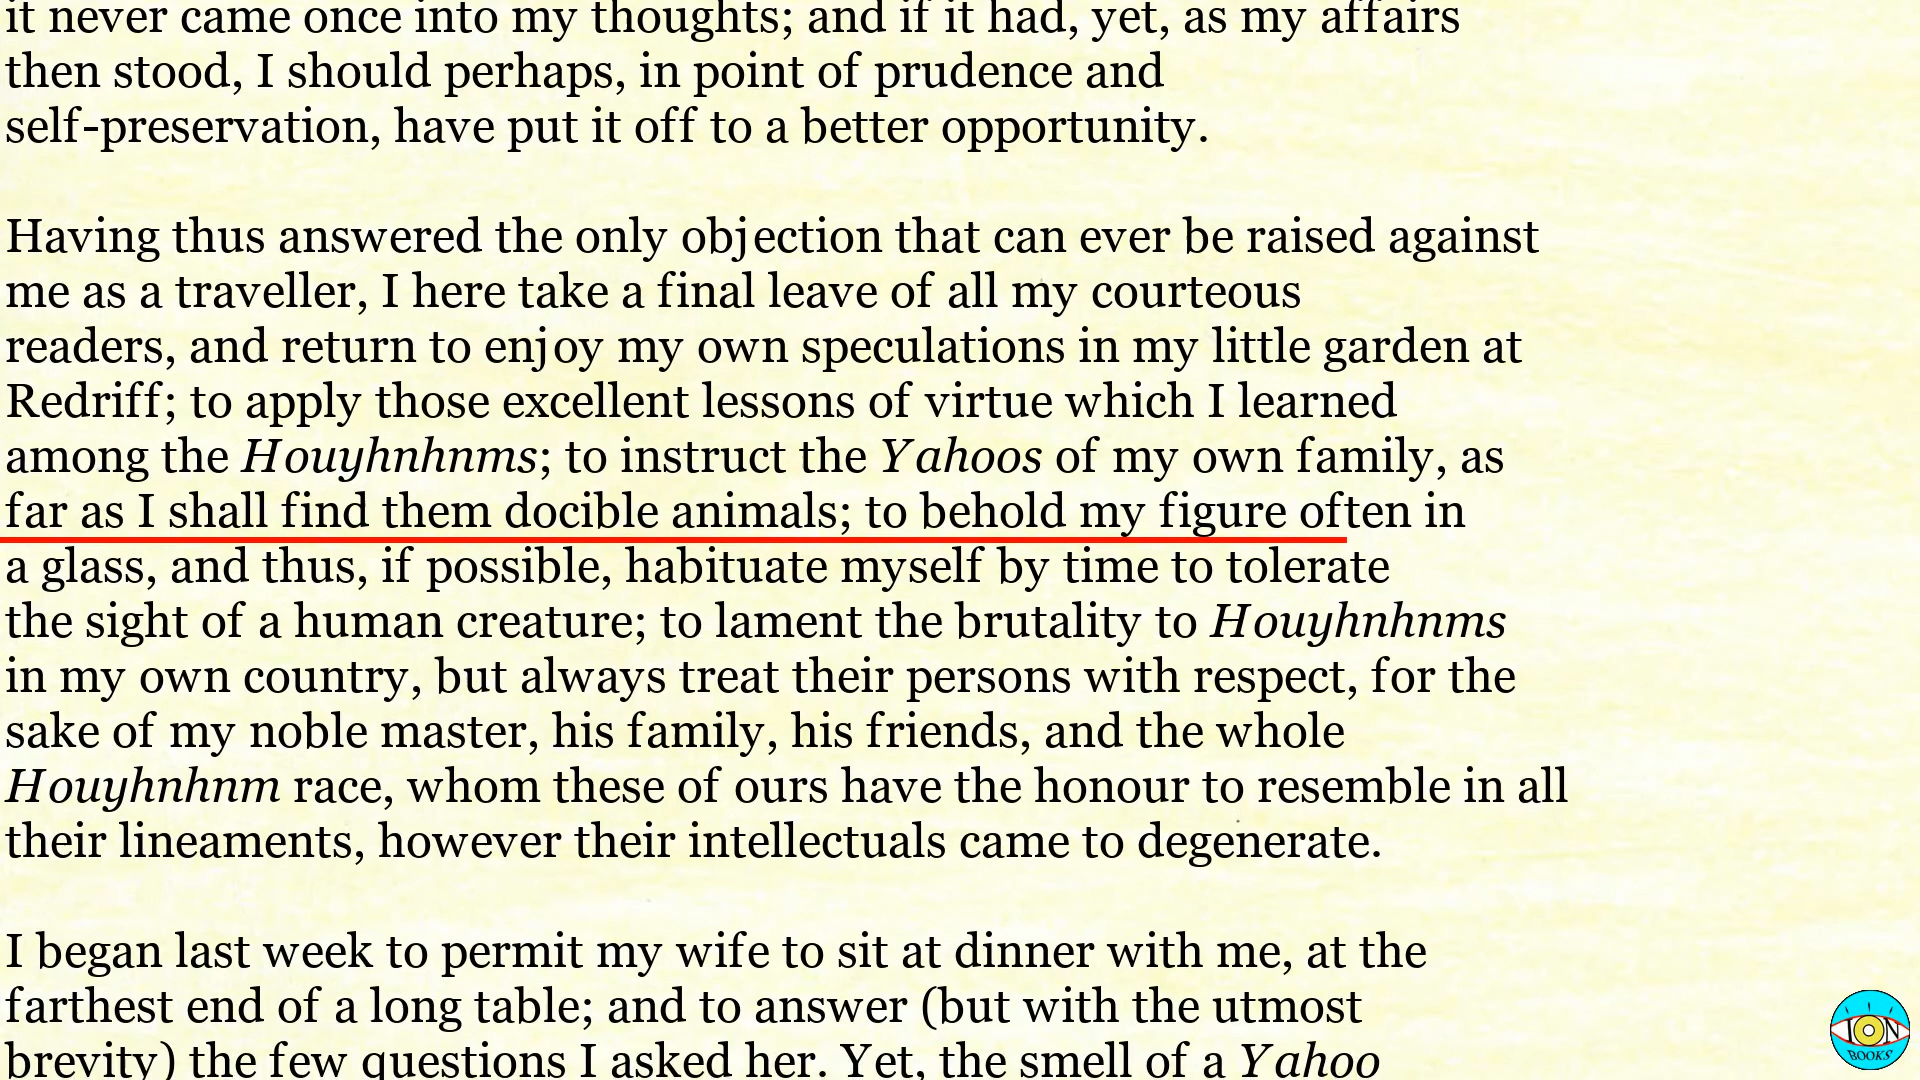 it never came once into my thoughts; and if it had, yet, as my affairs
then stood, I should perhaps, in point of prudence and
self-preservation, have put it off to a better opportunity.
Having thus answered the only objection that can ever be raised against
me as a traveller, I here take a final leave of all my courteous
readers, and return to enjoy my own speculations in my little garden at
Redriff; to apply those excellent lessons of virtue which I learned
among the Houyhnhnms; to instruct the Yahoos of my own family, as
far as I shall find them docible animals; to behold my figure often in
a glass, and thus, if possible, habituate myself by time to tolerate
the sight of a human creature; to lament the brutality to Houyhnhnms
in my own country, but always treat their persons with respect, for the
sake of my noble master, his family, his friends, and the whole
Houyhnhnm race, whom these of ours have the honour to resemble in all
their lineaments, however their intellectuals came to degenerate.
I began last week to permit my wife to sit at dinner with me, at the
farthest end of a long table; and to answer (but with the utmost
brevity) the few questions I asked her. Yet, the smell of a Yahoo
ION
BOOKS